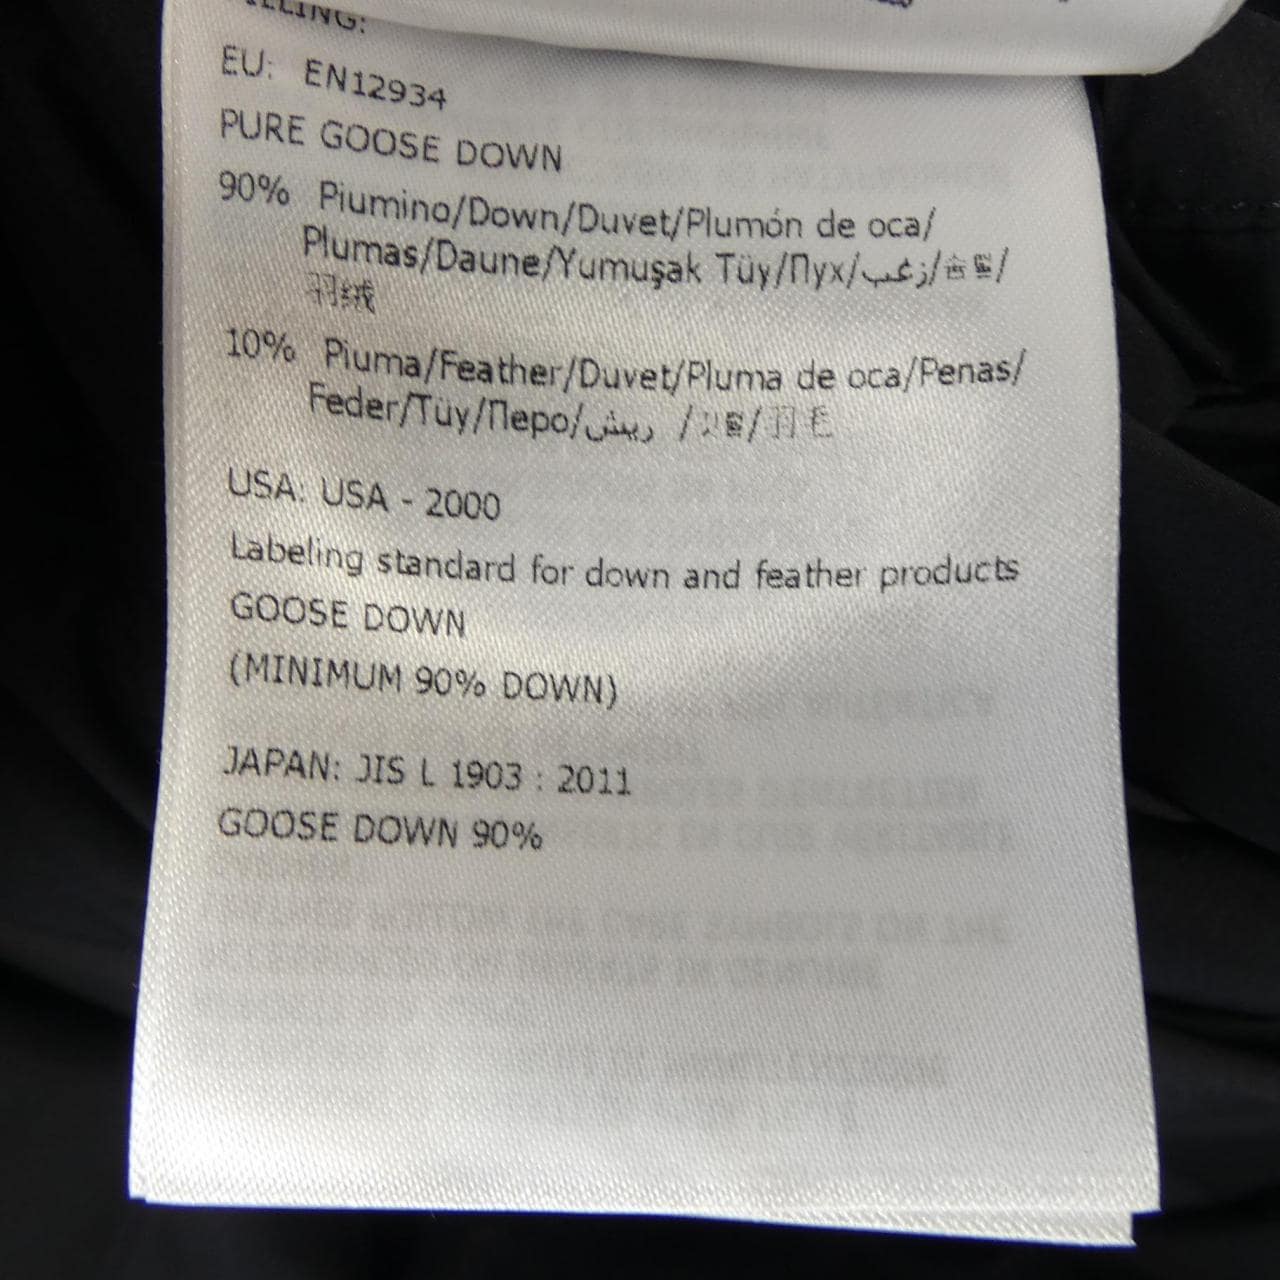 FILLING:
EU: EN12934
PURE GOOSE DOWN
90% Piumino/Down/Duvet/Plumón de oca/
Plumas/Daune/Yumuşak Tüy/Пух/زغب/솜털/
羽绒
10% Piuma/Feather/Duvet/Pluma de oca/Penas/
Feder/Tüy/Перо/ريش /깃털/羽毛
USA: USA - 2000
Labeling standard for down and feather products
GOOSE DOWN
(MINIMUM 90% DOWN)
JAPAN: JIS L 1903 : 2011
GOOSE DOWN 90%